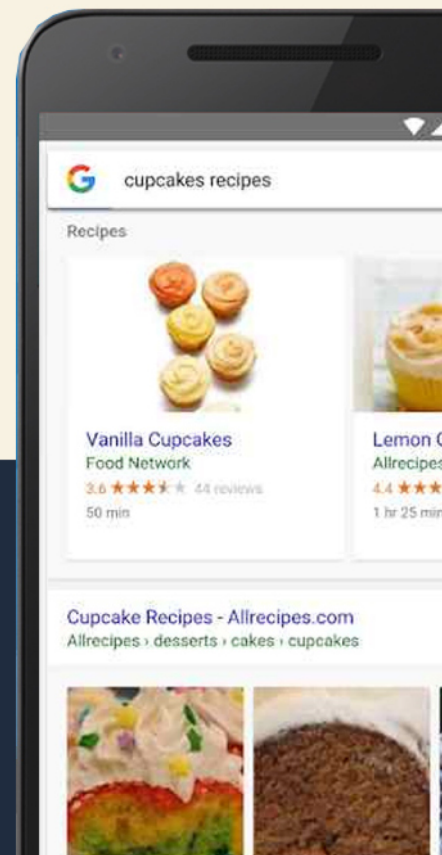 cupcakes recipes
Recipes
Vanilla Cupcakes
Food Network
3.6 ★★★★★ 44 reviews
50 min
Lemon C
Allrecipes
4.4 ★★★
1 hr 25 min
Cupcake Recipes - Allrecipes.com
Allrecipes › desserts › cakes › cupcakes